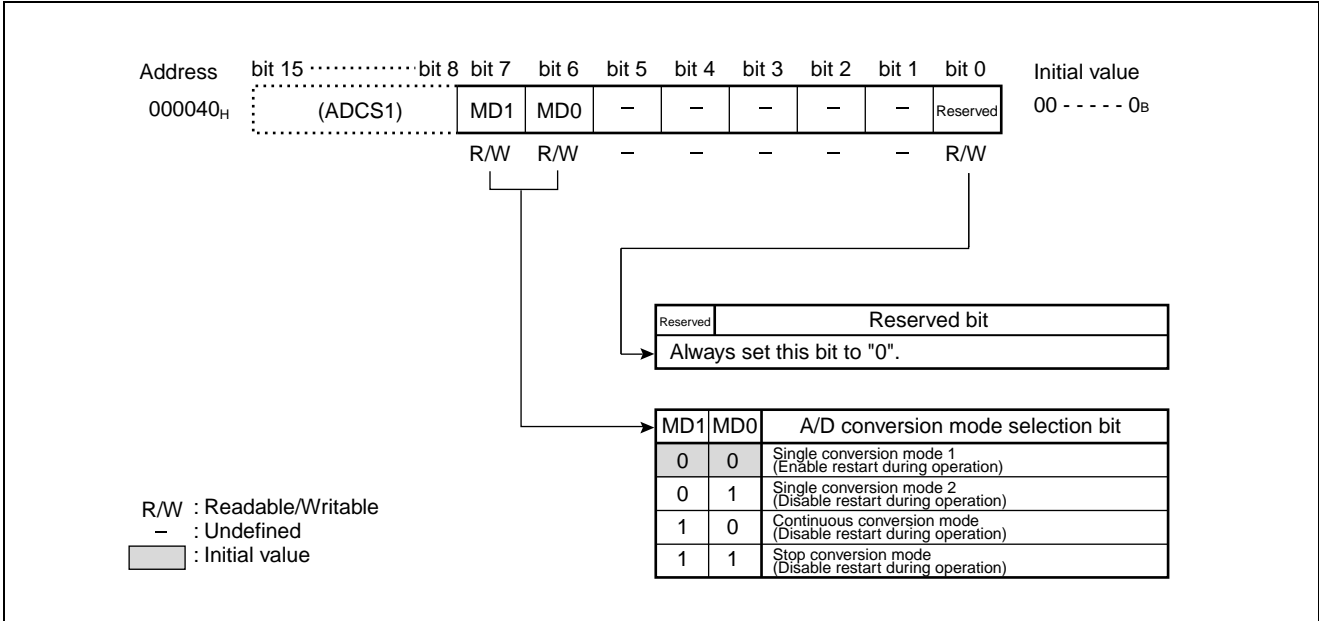 Address bit 15 ·············· bit 8 bit 7 bit 6 bit 5 bit 4 bit 3 bit 2 bit 1 bit 0 Initial value
000040H (ADCS1) MD1 MD0 – – – – – Reserved 00 - - - - - 0B
R/W R/W – – – – – R/W
Reserved Reserved bit
Always set this bit to "0".
MD1 MD0 A/D conversion mode selection bit
0 0 Single conversion mode 1
(Enable restart during operation)
0 1 Single conversion mode 2
(Disable restart during operation)
1 0 Continuous conversion mode
(Disable restart during operation)
1 1 Stop conversion mode
(Disable restart during operation)
R/W : Readable/Writable
– : Undefined
: Initial value